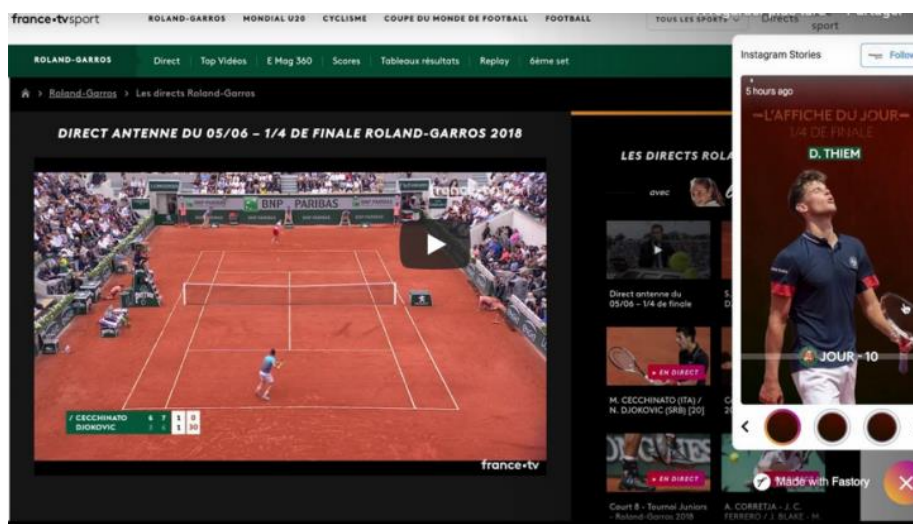 france•tvsport
ROLAND-GARROS MONDIAL U20 CYCLISME COUPE DU MONDE DE FOOTBALL FOOTBALL
TOUS LES SPORTS
Directs
sport
ROLAND-GARROS Direct Top Vidéos E Mag 360 Scores Tableaux résultats Replay 6ème set
> Roland-Garros > Les directs Roland-Garros
DIRECT ANTENNE DU 05/06 – 1/4 DE FINALE ROLAND-GARROS 2018
france•tv
BNP PARIBAS
/ CECCHINATO 6 7 1 0
DJOKOVIC 3 6 1 30
france•tv
LES DIRECTS ROLA
avec
Direct antenne du
05/06 – 1/4 de finale
EN DIRECT
M. CECCHINATO (ITA) /
N. DJOKOVIC (SRB) [20]
EN DIRECT
EN DIRECT
Court 8 - Tournoi Juniors
- Roland-Garros 2018
A. CORRETJA - J. C.
FERRERO / J. BLAKE - M.
Instagram Stories
Follow
5 hours ago
L'AFFICHE DU JOUR
1/4 DE FINALE
D. THIEM
JOUR - 10
Made with Fastory